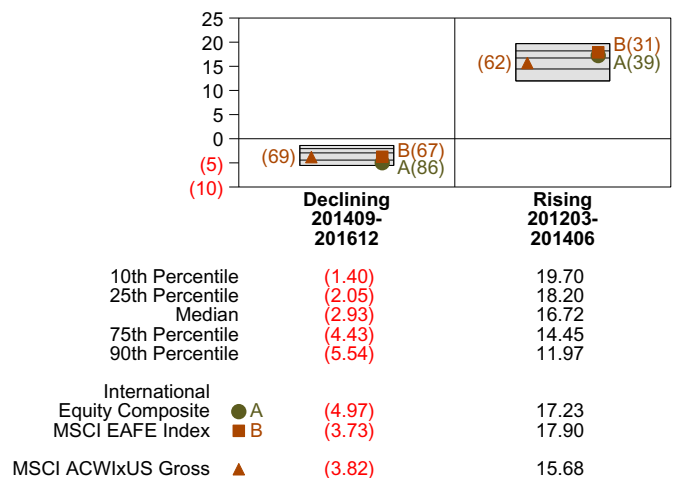 25
20
15
10
5
0
(5)
(10)
(69)
B(67)
A(86)
(62)
B(31)
A(39)
Declining
201409-
201612
Rising
201203-
201406
10th Percentile (1.40) 19.70
25th Percentile (2.05) 18.20
Median (2.93) 16.72
75th Percentile (4.43) 14.45
90th Percentile (5.54) 11.97
International
Equity Composite A (4.97) 17.23
MSCI EAFE Index B (3.73) 17.90
MSCI ACWIxUS Gross (3.82) 15.68